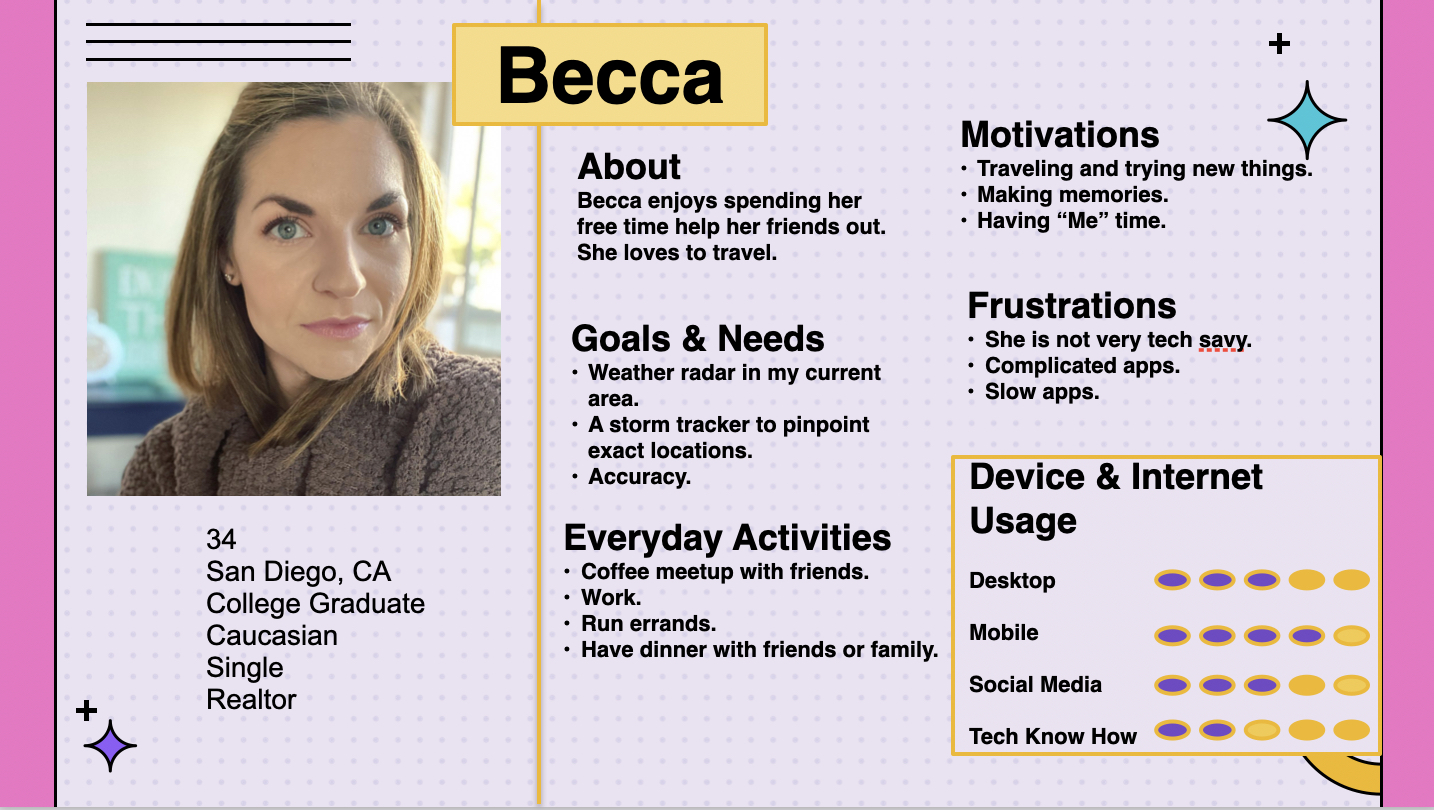 Becca
34
San Diego, CA
College Graduate
Caucasian
Single
Realtor
About
Becca enjoys spending her
free time help her friends out.
She loves to travel.
Goals & Needs
• Weather radar in my current
area.
• A storm tracker to pinpoint
exact locations.
• Accuracy.
Everyday Activities
• Coffee meetup with friends.
• Work.
• Run errands.
• Have dinner with friends or family.
Motivations
• Traveling and trying new things.
• Making memories.
• Having “Me” time.
Frustrations
• She is not very tech savy.
• Complicated apps.
• Slow apps.
Device & Internet
Usage
Desktop
Mobile
Social Media
Tech Know How